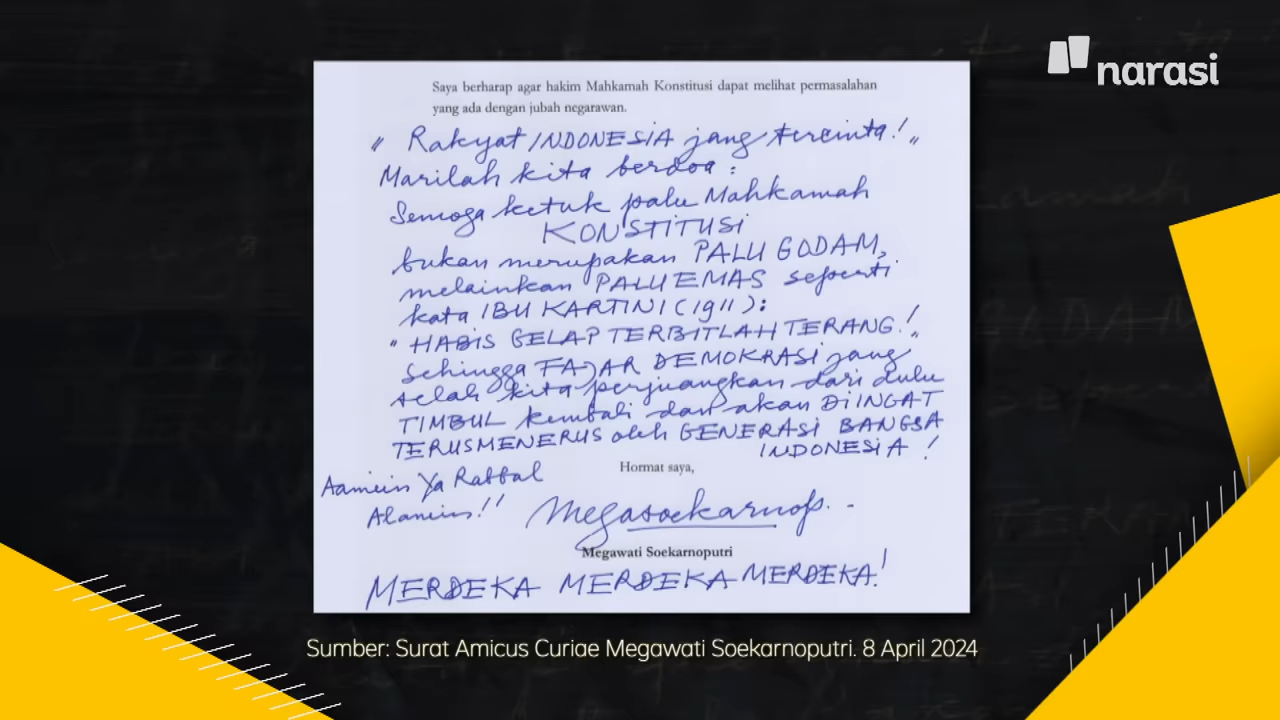 narasi
Saya berharap agar hakim Mahkamah Konstitusi dapat melihat permasalahan
yang ada dengan jubah negarawan.
" Rakyat INDONESIA jang tercinta! "
Marilah kita berdoa :
Semoga ketuk palu Mahkamah
KONSTITUSI
bukan merupakan PALU GODAM,
melainkan PALU EMAS seperti
kata IBU KARTINI (1911):
" HABIS GELAP TERBITLAH TERANG! "
sehingga FAJAR DEMOKRASI jang
telah kita perjuangkan dari dulu
TIMBUL kembali dan akan DIINGAT
TERUSMENERUS oleh GENERASI BANGSA
INDONESIA !
Hormat saya,
Aamiin Ya Rabbal
Alamin!!
Megawati Soekarnoputri
MERDEKA MERDEKA MERDEKA!
Sumber: Surat Amicus Curiae Megawati Soekarnoputri. 8 April 2024